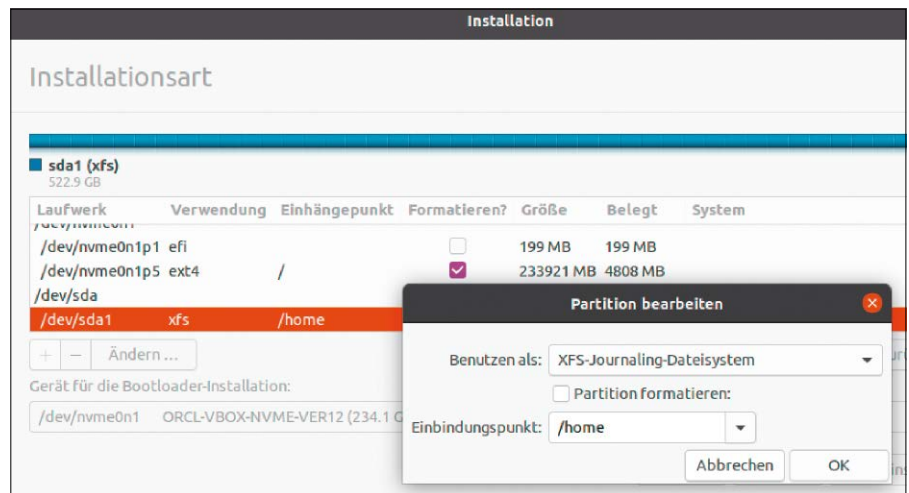 Installation
Installationsart
sda1 (xfs)
522.9 GB
Laufwerk Verwendung Einhängepunkt Formatieren? Größe Belegt System
/dev/nvme0n1
/dev/nvme0n1p1 efi 199 MB 199 MB
/dev/nvme0n1p5 ext4 / 233921 MB 4808 MB
/dev/sda
/dev/sda1 xfs /home
+ − Ändern ...
Gerät für die Bootloader-Installation:
/dev/nvme0n1 ORCL-VBOX-NVME-VER12 (234.1 G
Partition bearbeiten
Benutzen als: XFS-Journaling-Dateisystem
Partition formatieren:
Einbindungspunkt: /home
Abbrechen OK